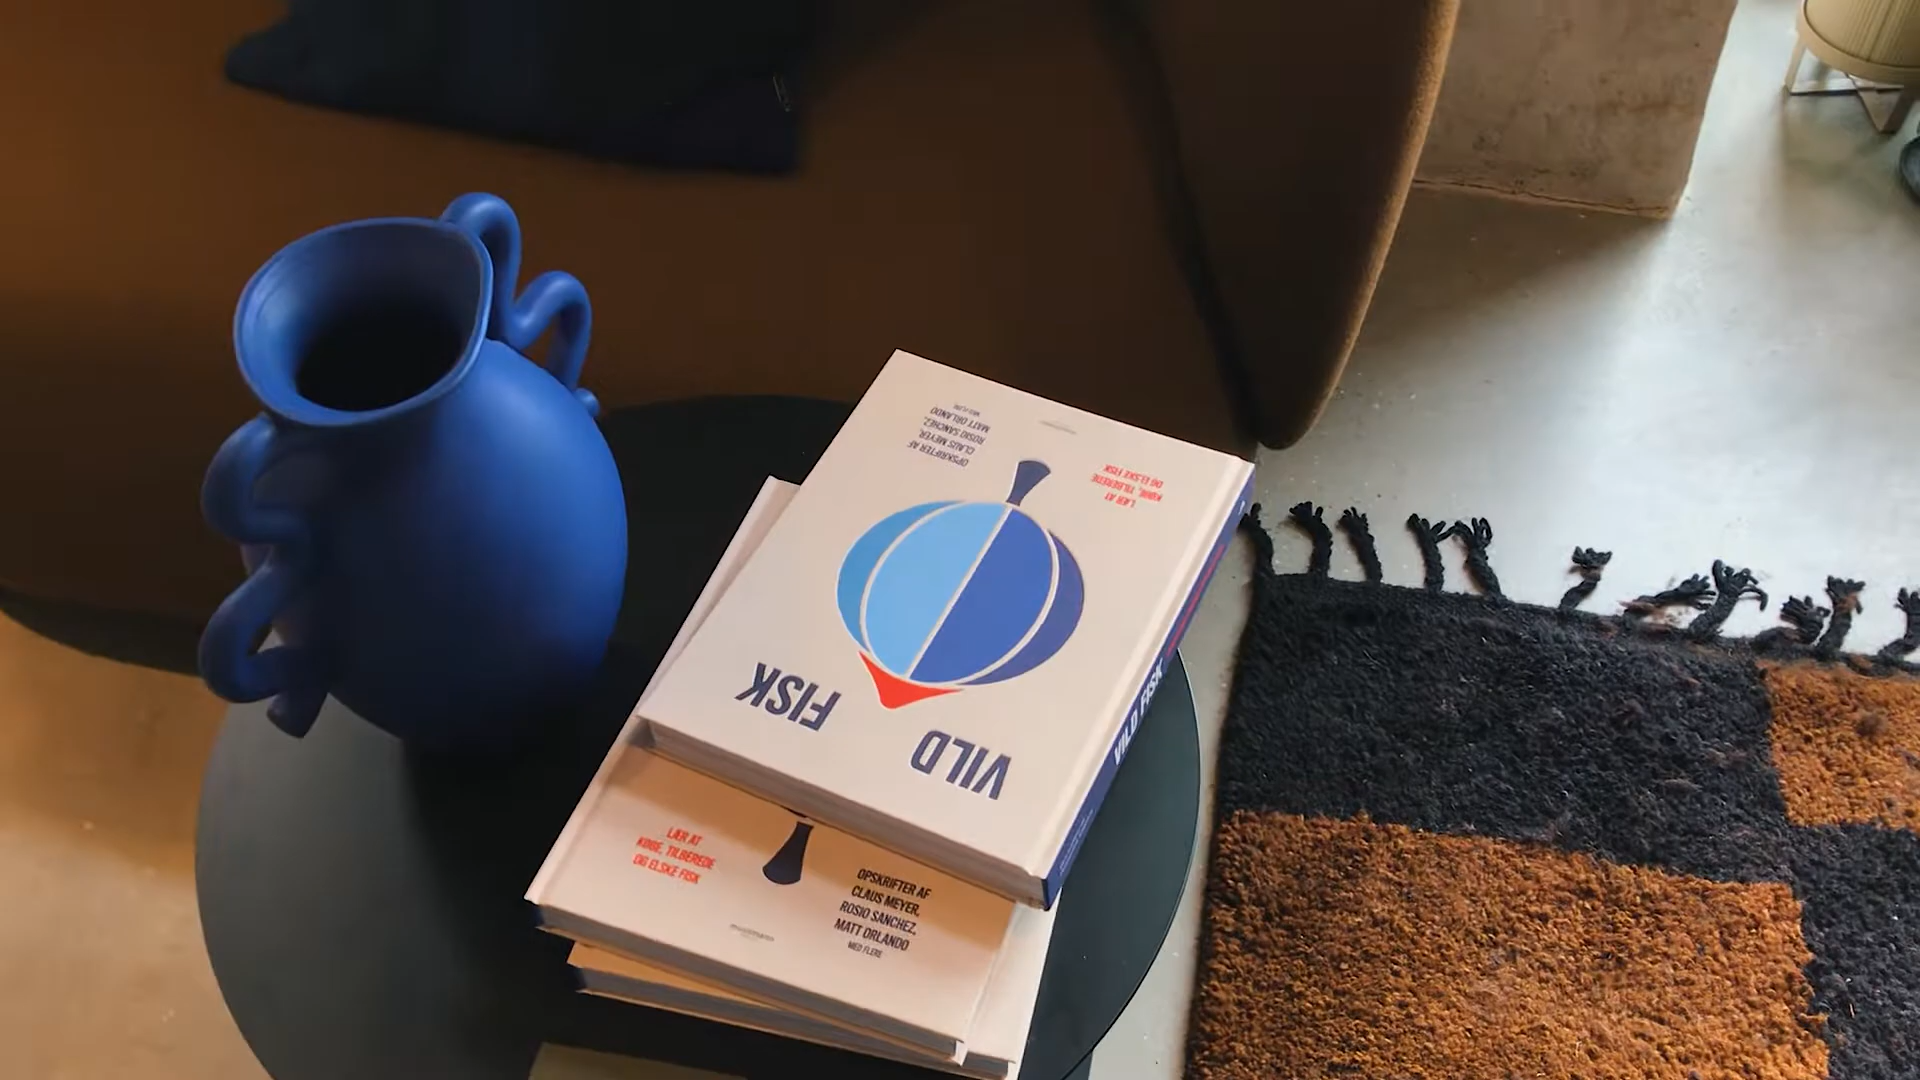 VILD
FISK
LÆR AT
KØBE, TILBEREDE
OG ELSKE FISK
OPSKRIFTER AF
CLAUS MEYER,
ROSIO SANCHEZ,
MATT ORLANDO
MED FLERE
VILD FISK
LÆR AT
KØBE, TILBEREDE
OG ELSKE FISK
OPSKRIFTER AF
CLAUS MEYER,
ROSIO SANCHEZ,
MATT ORLANDO
MED FLERE